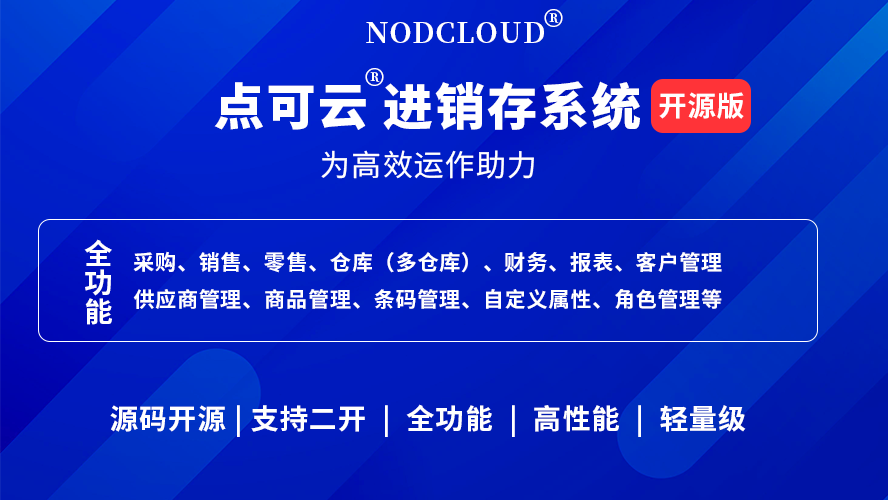 NODCLOUD®
点可云®进销存系统 开源版
为高效运作助力
全功能
采购、销售、零售、仓库（多仓库）、财务、报表、客户管理
供应商管理、商品管理、条码管理、自定义属性、角色管理等
源码开源 | 支持二开 | 全功能 | 高性能 | 轻量级